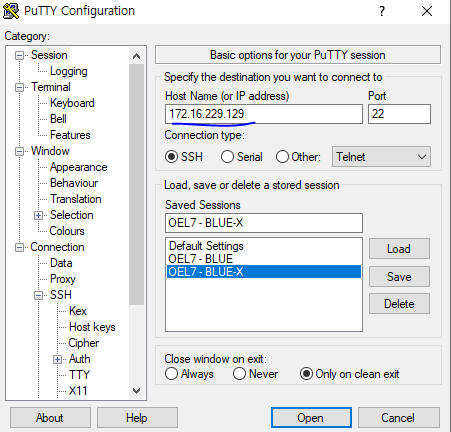 PuTTY Configuration
?
Category:
Session
Logging
Terminal
Keyboard
Bell
Features
Window
Appearance
Behaviour
Translation
Selection
Colours
Connection
Data
Proxy
SSH
Kex
Host keys
Cipher
Auth
TTY
X11
Basic options for your PuTTY session
Specify the destination you want to connect to
Host Name (or IP address) Port
172.16.229.129 22
Connection type:
SSH Serial Other: Telnet
Load, save or delete a stored session
Saved Sessions
OEL7 - BLUE-X
Default Settings
OEL7 - BLUE
OEL7 - BLUE-X
Load
Save
Delete
Close window on exit:
Always Never Only on clean exit
About Help Open Cancel